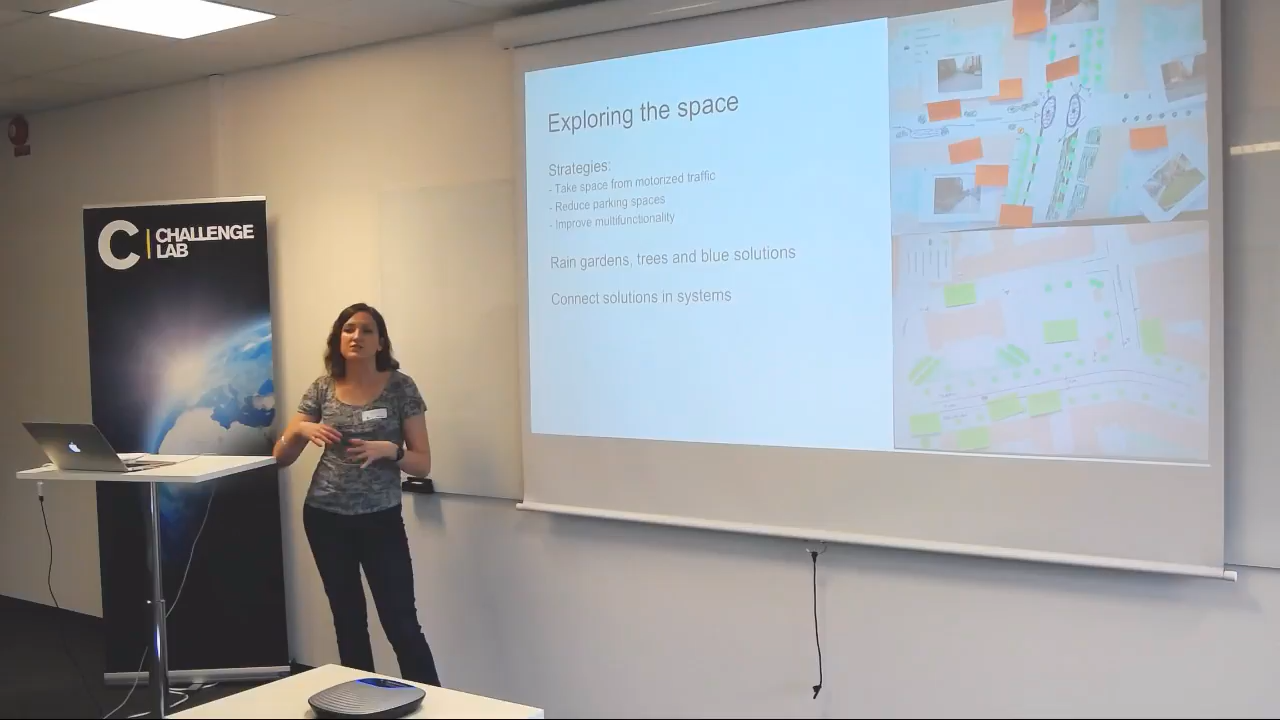 Exploring the space
Strategies:
- Take space from motorized traffic
- Reduce parking spaces
- Improve multifunctionality
Rain gardens, trees and blue solutions
Connect solutions in systems
C | CHALLENGE
LAB